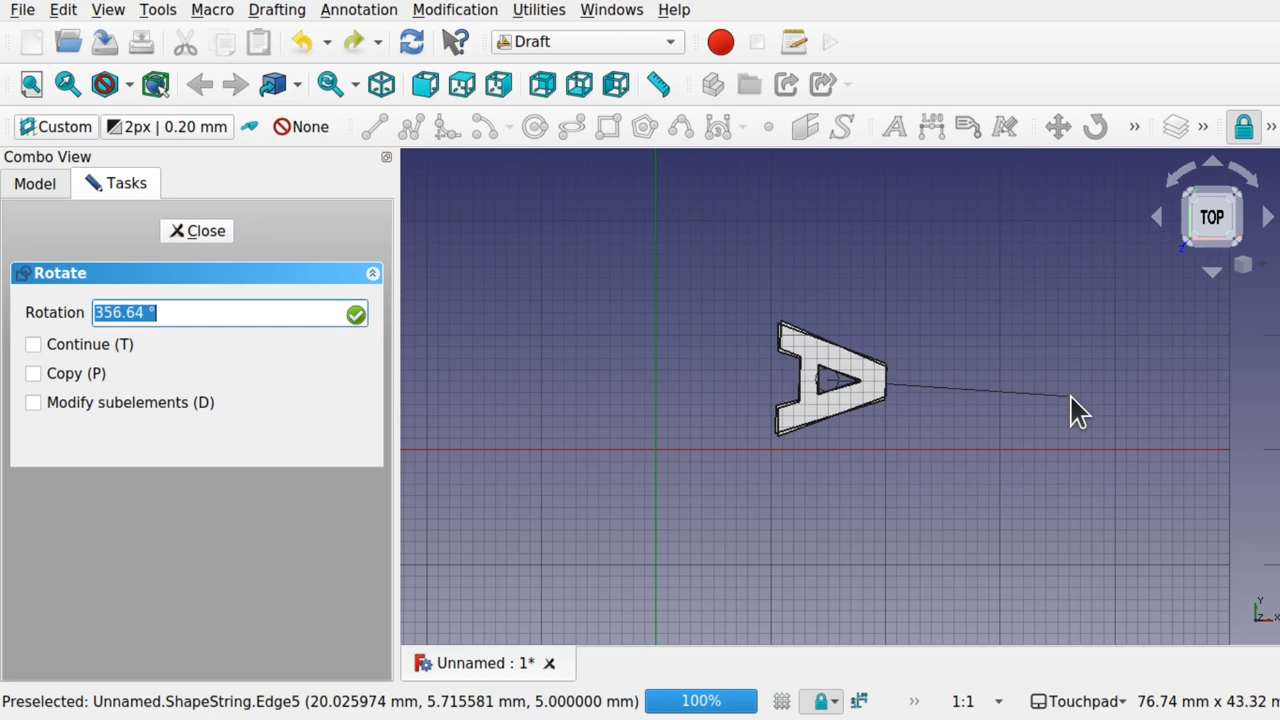 File Edit View Tools Macro Drafting Annotation Modification Utilities Windows Help
Draft
Custom 2px | 0.20 mm None A 1.00 »  » »
Combo View
Model Tasks
TOP
Close
Z
Rotate
Rotation 356.64 °
Continue (T)
Copy (P)
Modify subelements (D)
A
Y
Z X
Unnamed : 1*
Preselected: Unnamed.ShapeString.Edge5 (20.025974 mm, 5.715581 mm, 5.000000 mm) 100% » 1:1 Touchpad 76.74 mm x 43.32